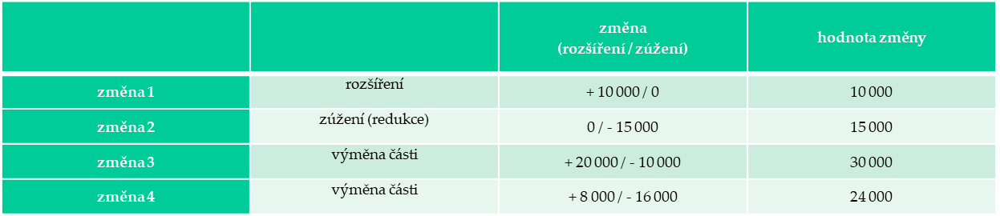 změna
(rozšíření / zúžení)
hodnota změny
změna 1 rozšíření + 10 000 / 0 10 000
změna 2 zúžení (redukce) 0 / - 15 000 15 000
změna 3 výměna části + 20 000 / - 10 000 30 000
změna 4 výměna části + 8 000 / - 16 000 24 000